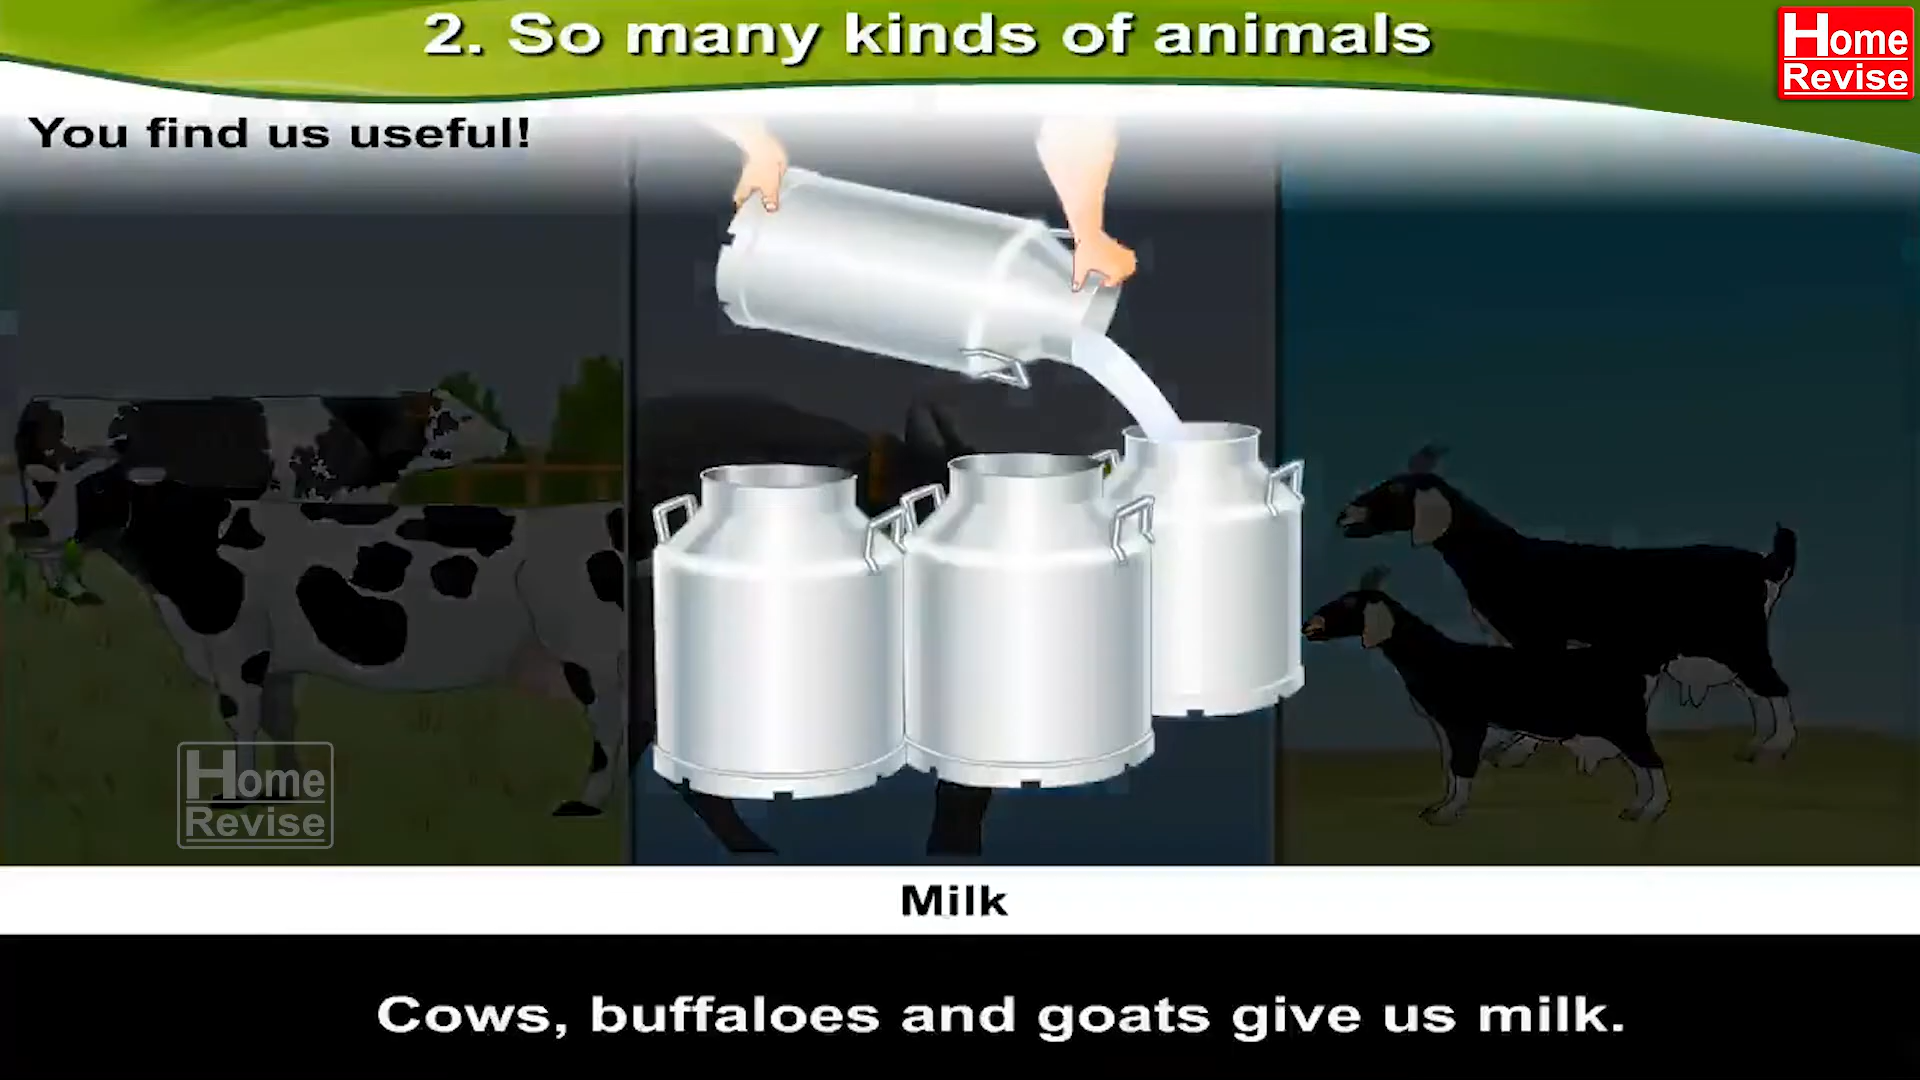 2. So many kinds of animals
Home
Revise
You find us useful!
Home
Revise
Milk
Cows, buffaloes and goats give us milk.